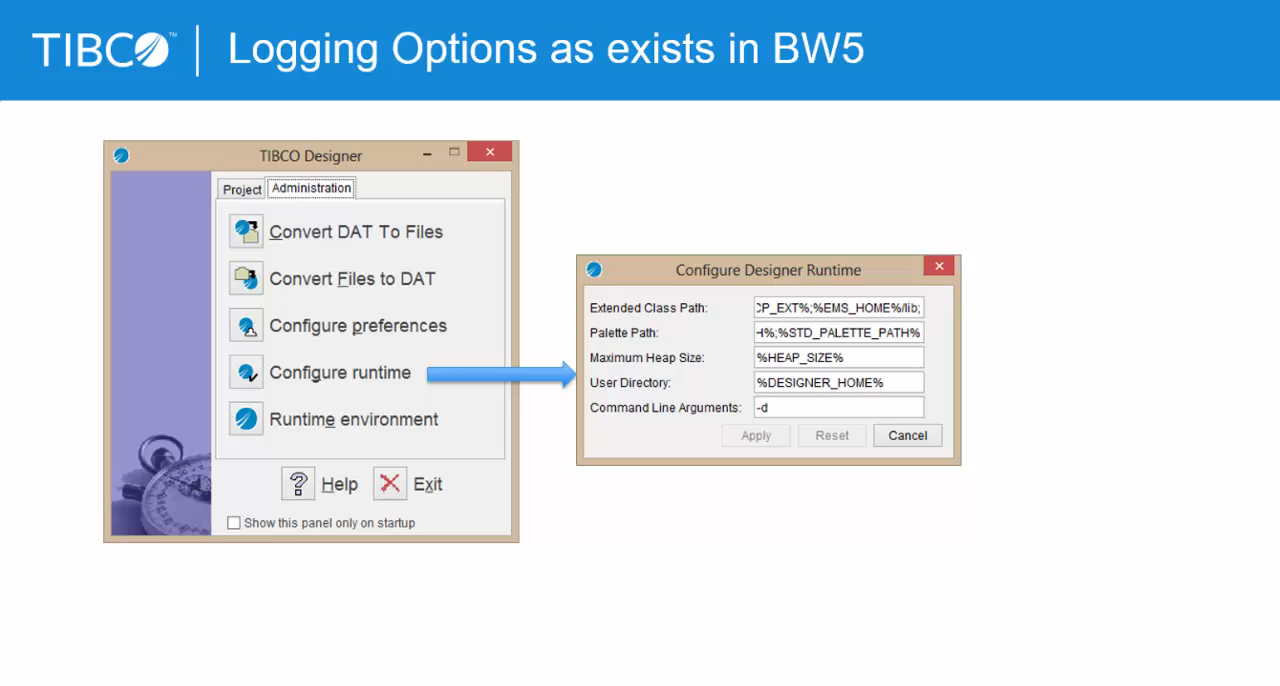 TIBCO™ | Logging Options as exists in BW5
TIBCO Designer
Project Administration
Convert DAT To Files
Convert Files to DAT
Configure preferences
Configure runtime
Runtime environment
? Help Exit
Show this panel only on startup
Configure Designer Runtime
Extended Class Path: CP_EXT%;%EMS_HOME%/lib;
Palette Path: H%;%STD_PALETTE_PATH%
Maximum Heap Size: %HEAP_SIZE%
User Directory: %DESIGNER_HOME%
Command Line Arguments: -d
Apply Reset Cancel